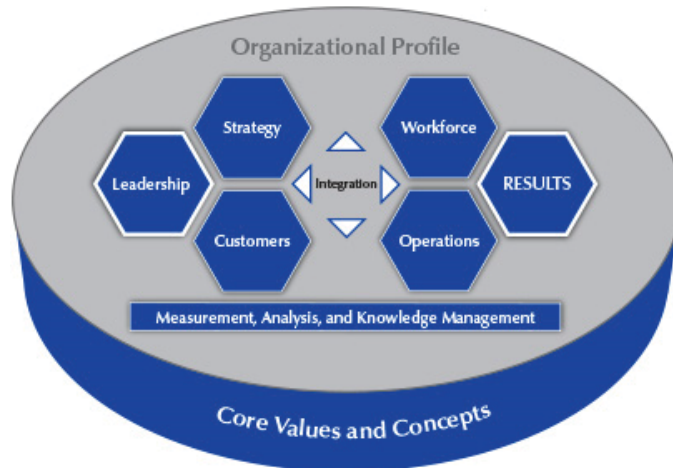 Organizational Profile
Strategy
Workforce
Leadership
Integration
RESULTS
Customers
Operations
Measurement, Analysis, and Knowledge Management
Core Values and Concepts